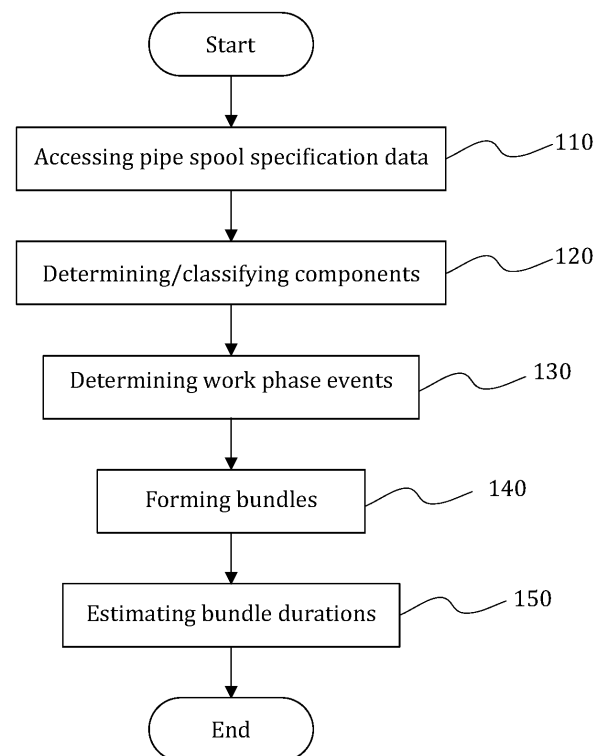 Start
Accessing pipe spool specification data
110
Determining/classifying components
120
Determining work phase events
130
Forming bundles
140
Estimating bundle durations
150
End